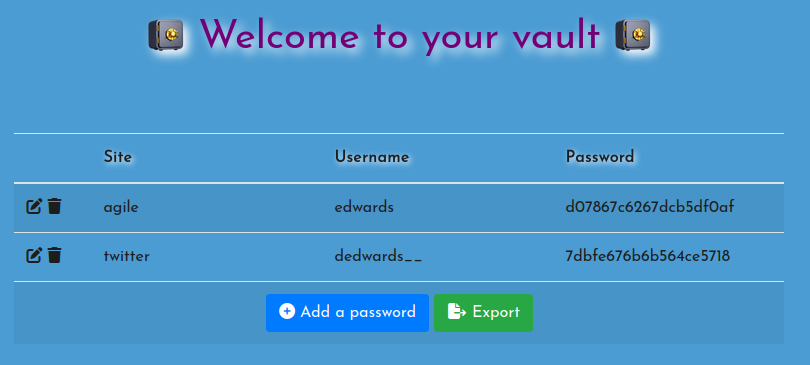 Welcome to your vault
Site Username Password
agile edwards d07867c6267dcb5df0af
twitter dedwards__ 7dbfe676b6b564ce5718
Add a password Export